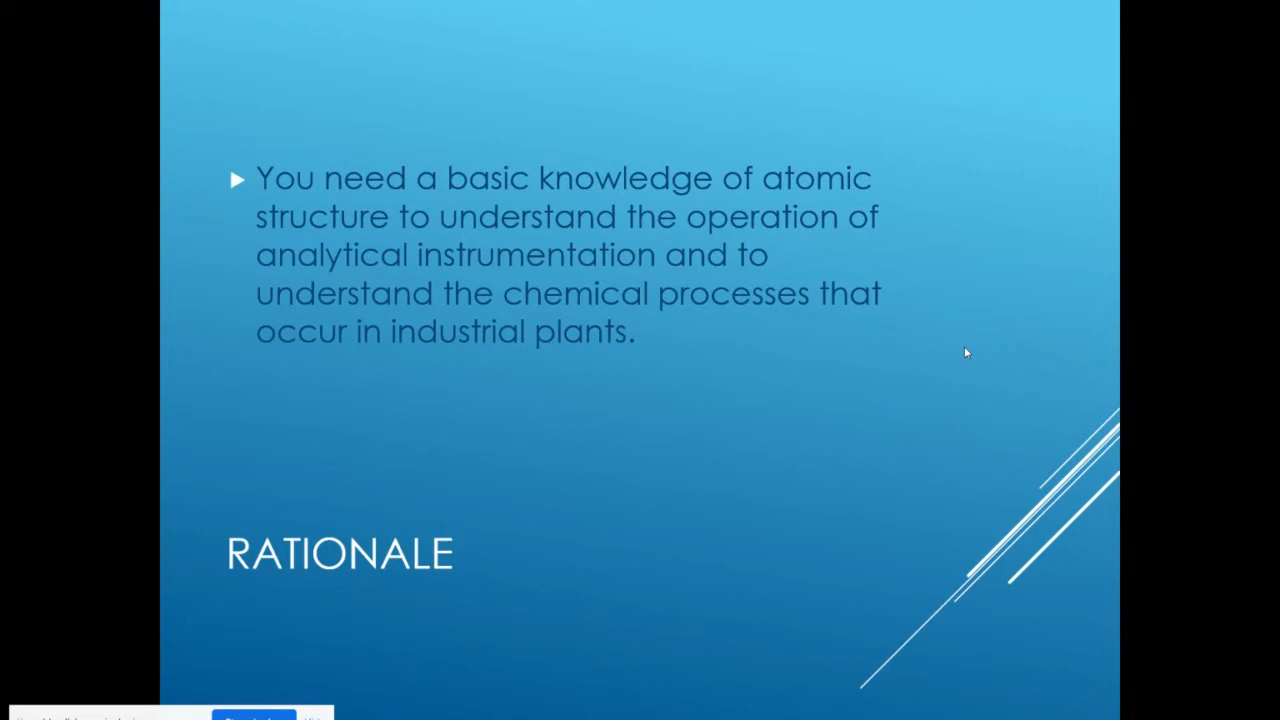 You need a basic knowledge of atomic
structure to understand the operation of
analytical instrumentation and to
understand the chemical processes that
occur in industrial plants.
RATIONALE